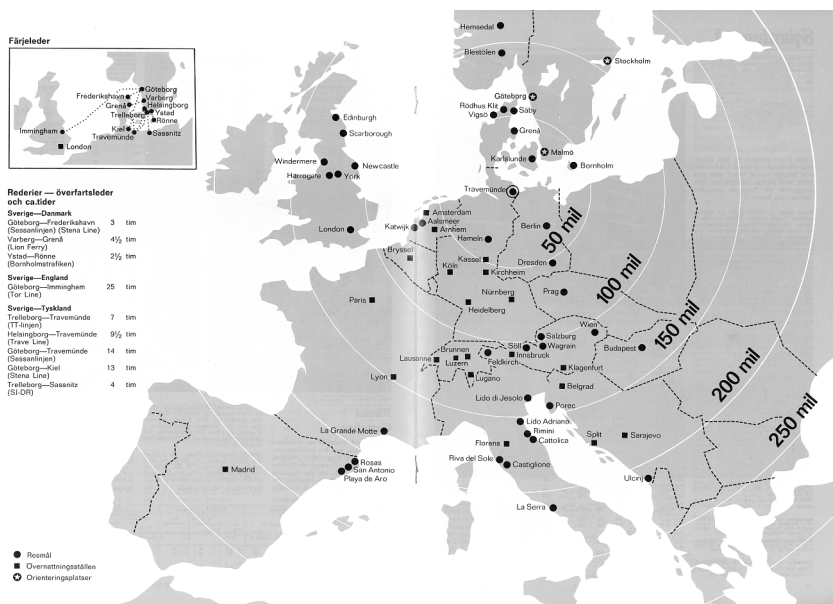 Färjeleder
Göteborg
Frederikshavn
Varberg
Grenå
Helsingborg
Trelleborg
Ystad
Rönne
Immingham
Kiel
Sassnitz
Travemünde
London
Rederier — överfartsleder
och ca.tider
Sverige—Danmark
Göteborg—Frederikshavn 3 tim
(Sessanlinjen) (Stena Line)
Varberg—Grenå 4½ tim
(Lion Ferry)
Ystad—Rönne 2½ tim
(Bornholmstrafiken)
Sverige—England
Göteborg—Immingham 25 tim
(Tor Line)
Sverige—Tyskland
Trelleborg—Travemünde 7 tim
(TT-linjen)
Helsingborg—Travemünde 9½ tim
(Trave Line)
Göteborg—Travemünde 14 tim
(Sessanlinjen)
Göteborg—Kiel 13 tim
(Stena Line)
Trelleborg—Sassnitz 4 tim
(SJ-DR)
Hemsedal
Blestölen
Stockholm
Göteborg
Rödhus Klit
Säby
Vigsö
Grenå
Malmö
Karlslunde
Bornholm
Travemünde
Edinburgh
Scarborough
Windermere
Newcastle
Harrogate
York
London
Amsterdam
Aalsmeer
Katwijk
Arnhem
Berlin
Hameln
Bryssel
Kassel
Dresden
Köln
Kirchheim
Nürnberg
Prag
Paris
Heidelberg
Wien
Salzburg
Söll
Wagrain
Budapest
Brunnen
Lausanne
Luzern
Feldkirch
Innsbruck
Klagenfurt
Lyon
Lugano
Belgrad
Lido di Jesolo
Porec
Lido Adriano
La Grande Motte
Rimini
Cattolica
Florens
Split
Sarajevo
Riva del Sole
Castiglione
Rosas
San Antonio
Playa de Aro
Madrid
Ulcinj
La Serra
50 mil
100 mil
150 mil
200 mil
250 mil
Resmål
Övernattningsställen
Orienteringsplatser